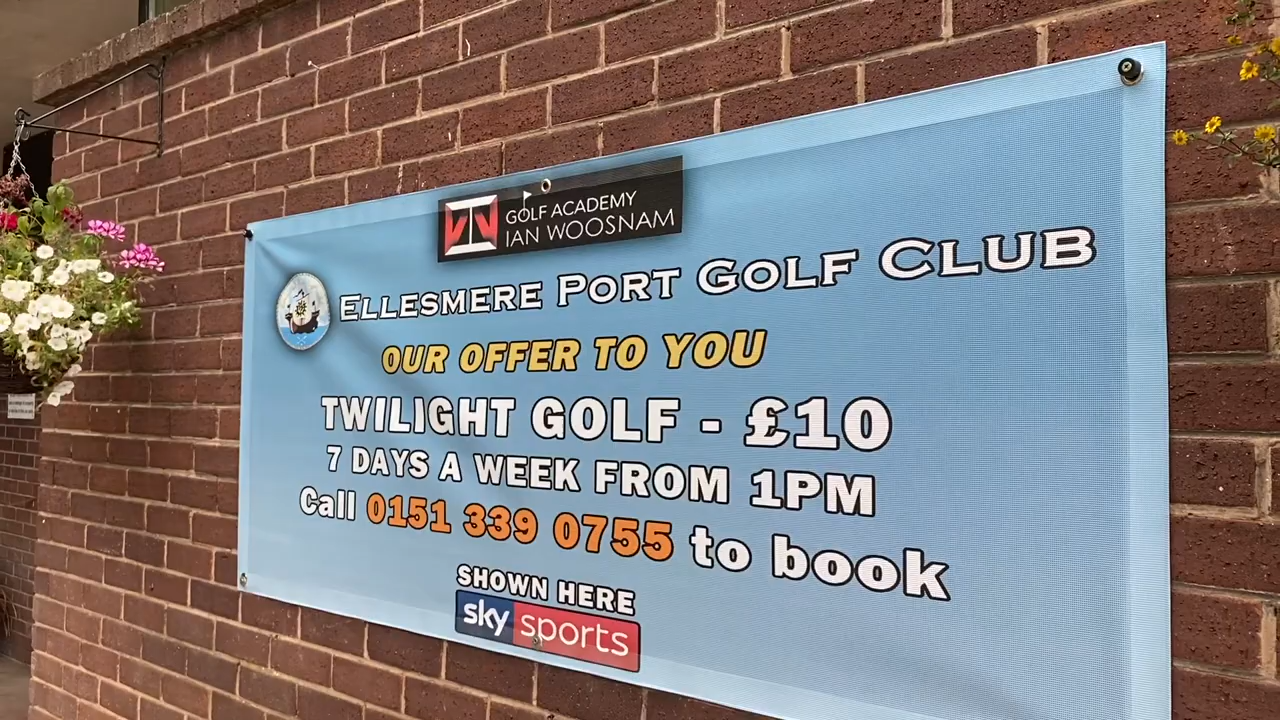 GOLF ACADEMY
IAN WOOSNAM
ELLESMERE PORT GOLF CLUB
OUR OFFER TO YOU
TWILIGHT GOLF - £10
7 DAYS A WEEK FROM 1PM
Call 0151 339 0755 to book
SHOWN HERE
sky sports